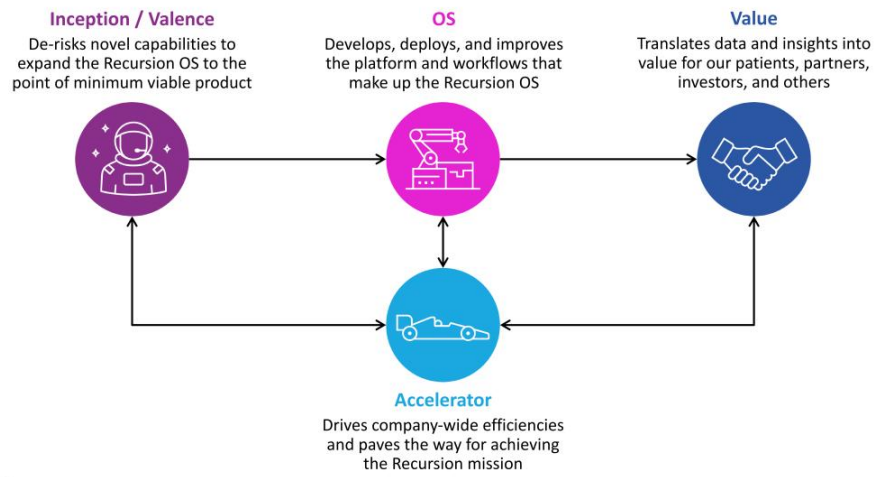 Inception / Valence
De-risks novel capabilities to
expand the Recursion OS to the
point of minimum viable product
OS
Develops, deploys, and improves
the platform and workflows that
make up the Recursion OS
Value
Translates data and insights into
value for our patients, partners,
investors, and others
Accelerator
Drives company-wide efficiencies
and paves the way for achieving
the Recursion mission